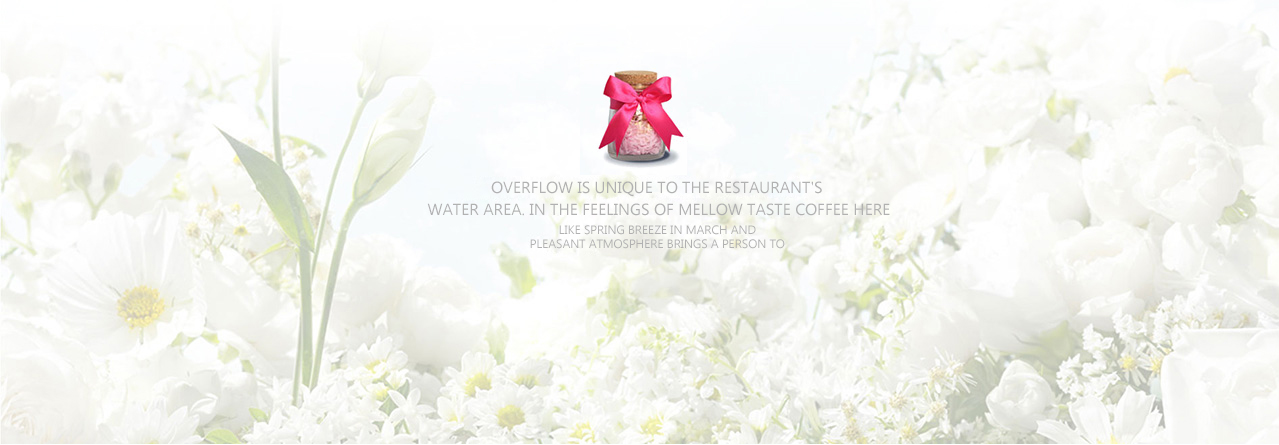 OVERFLOW IS UNIQUE TO THE RESTAURANT'S
WATER AREA. IN THE FEELINGS OF MELLOW TASTE COFFEE HERE
LIKE SPRING BREEZE IN MARCH AND
PLEASANT ATMOSPHERE BRINGS A PERSON TO